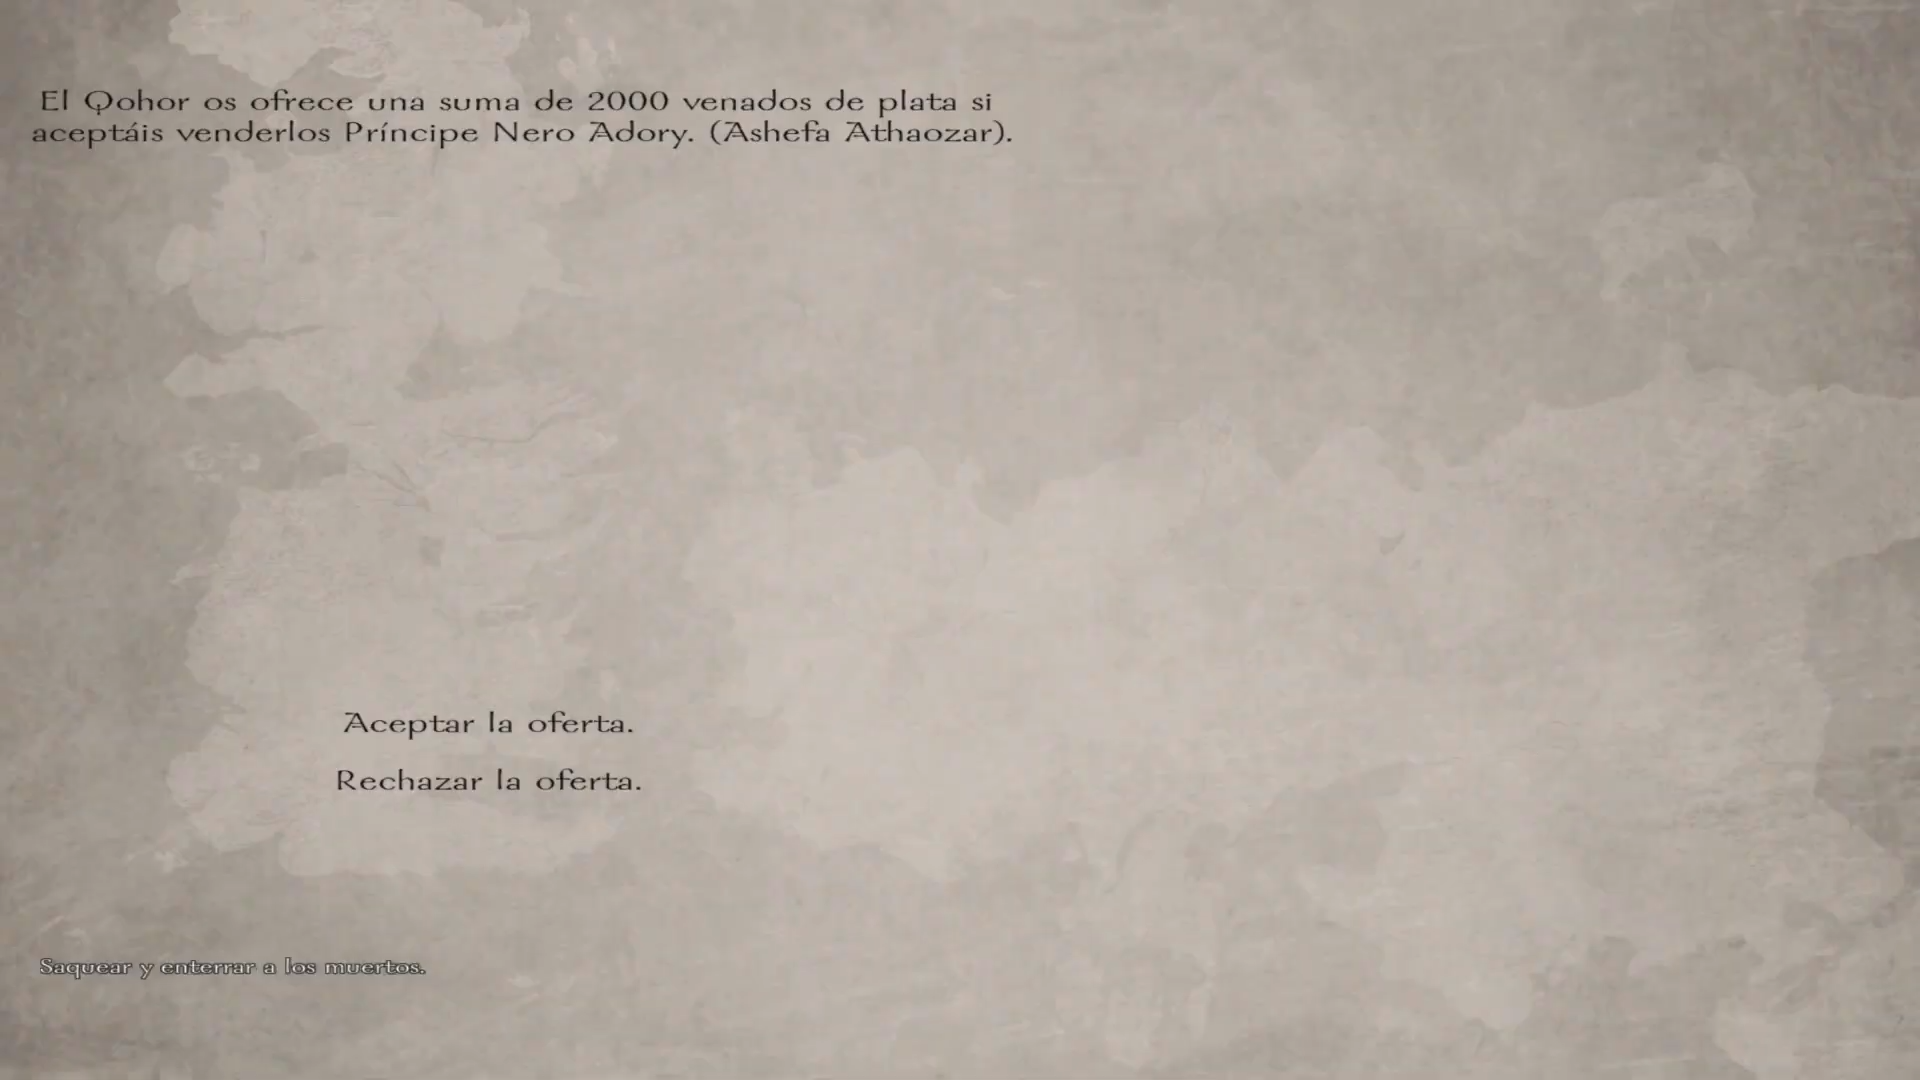 El Qohor os ofrece una suma de 2000 venados de plata si
aceptáis venderlos Príncipe Nero Adory. (Ashefa Athaozar).
Aceptar la oferta.
Rechazar la oferta.
Saquear y enterrar a los muertos.